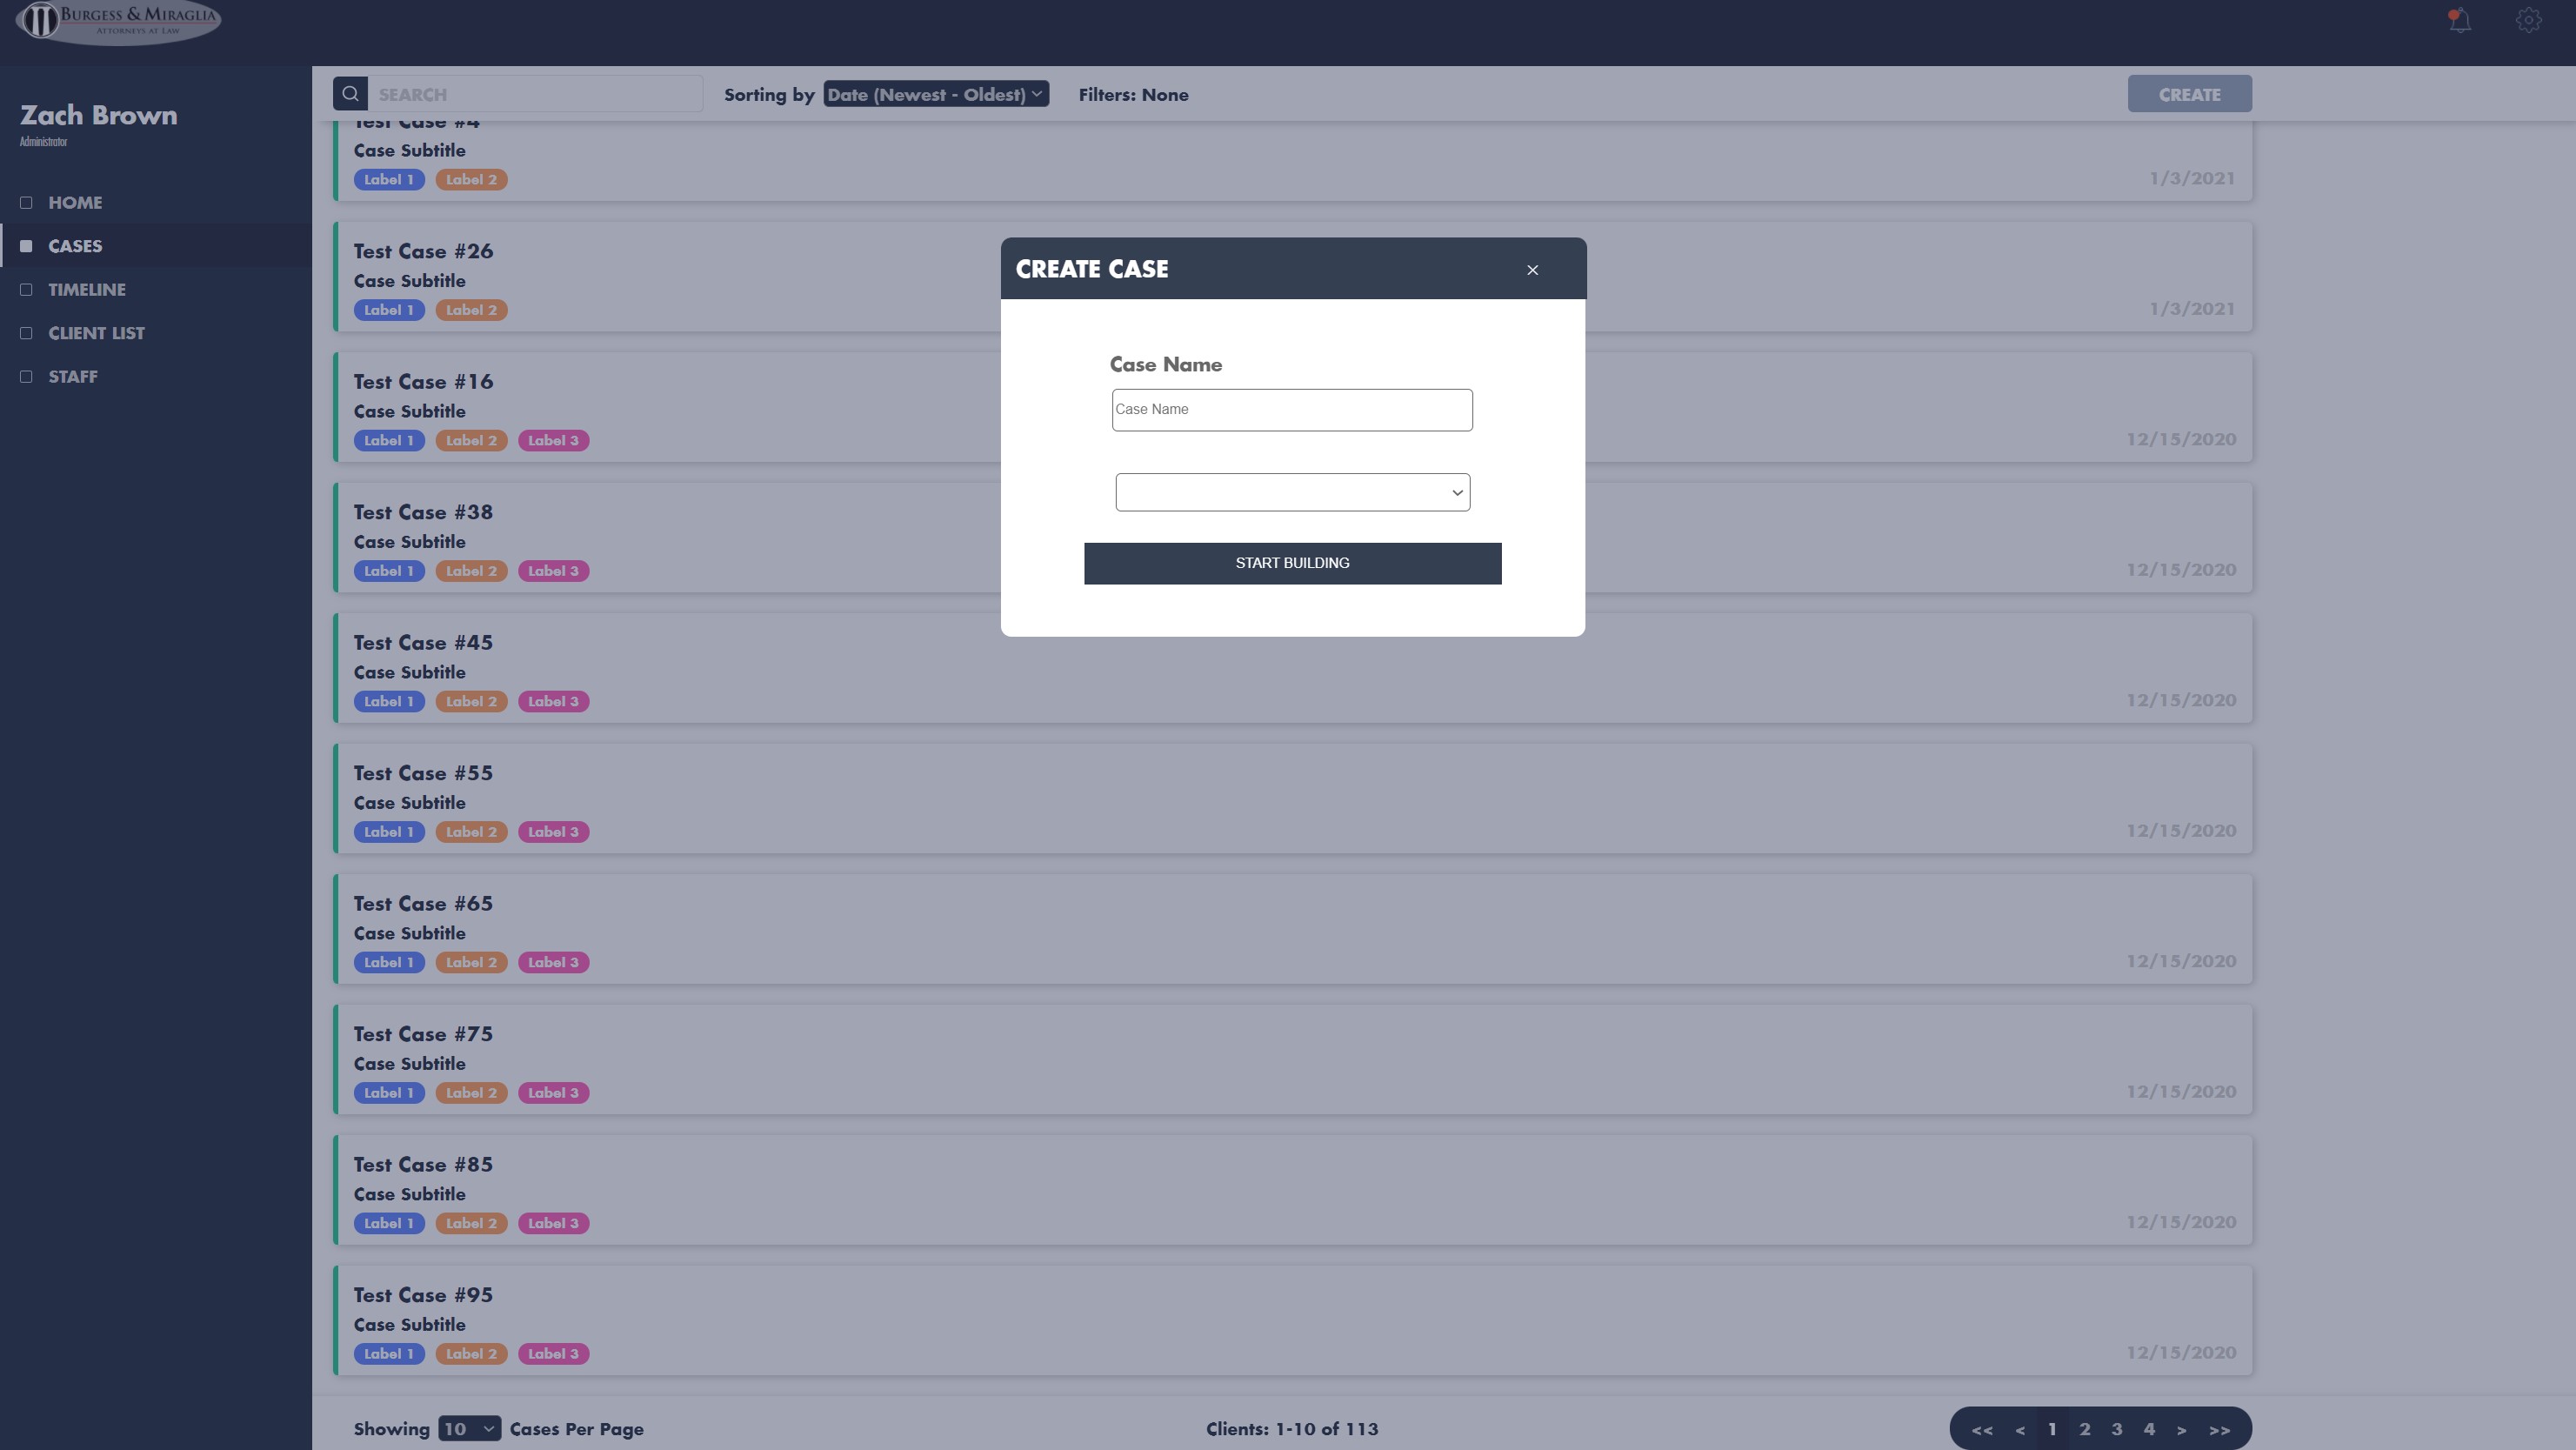 BURGESS & MIRAGLIA
ATTORNEYS AT LAW
Zach Brown
Administrator
HOME
CASES
TIMELINE
CLIENT LIST
STAFF
SEARCH
Sorting by Date (Newest - Oldest) Filters: None
CREATE
Test Case #4
Case Subtitle
Label 1 Label 2
1/3/2021
Test Case #26
Case Subtitle
Label 1 Label 2
1/3/2021
Test Case #16
Case Subtitle
Label 1 Label 2 Label 3
12/15/2020
Test Case #38
Case Subtitle
Label 1 Label 2 Label 3
12/15/2020
Test Case #45
Case Subtitle
Label 1 Label 2 Label 3
12/15/2020
Test Case #55
Case Subtitle
Label 1 Label 2 Label 3
12/15/2020
Test Case #65
Case Subtitle
Label 1 Label 2 Label 3
12/15/2020
Test Case #75
Case Subtitle
Label 1 Label 2 Label 3
12/15/2020
Test Case #85
Case Subtitle
Label 1 Label 2 Label 3
12/15/2020
Test Case #95
Case Subtitle
Label 1 Label 2 Label 3
12/15/2020
CREATE CASE
Case Name
Case Name
START BUILDING
Showing 10 Cases Per Page
Clients: 1-10 of 113
<< < 1 2 3 4 > >>